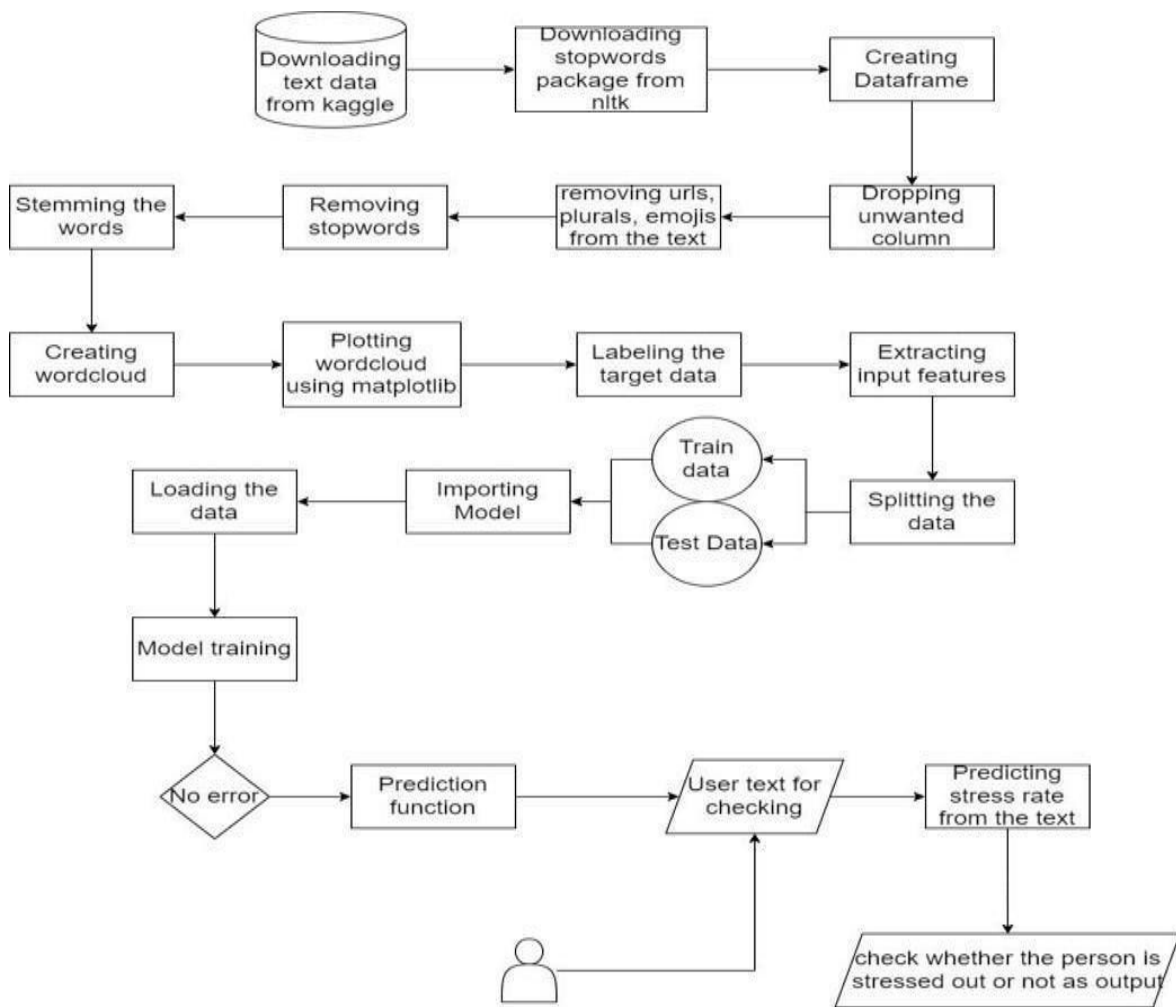 Downloading
text data
from kaggle
Downloading
stopwords
package from
nltk
Creating
Dataframe
Stemming the
words
Removing
stopwords
removing urls,
plurals, emojis
from the text
Dropping
unwanted
column
Creating
wordcloud
Plotting
wordcloud
using matplotlib
Labeling the
target data
Extracting
input features
Loading the
data
Importing
Model
Train
data
Test Data
Splitting the
data
Model training
No error
Prediction
function
User text for
checking
Predicting
stress rate
from the text
check whether the person is
stressed out or not as output